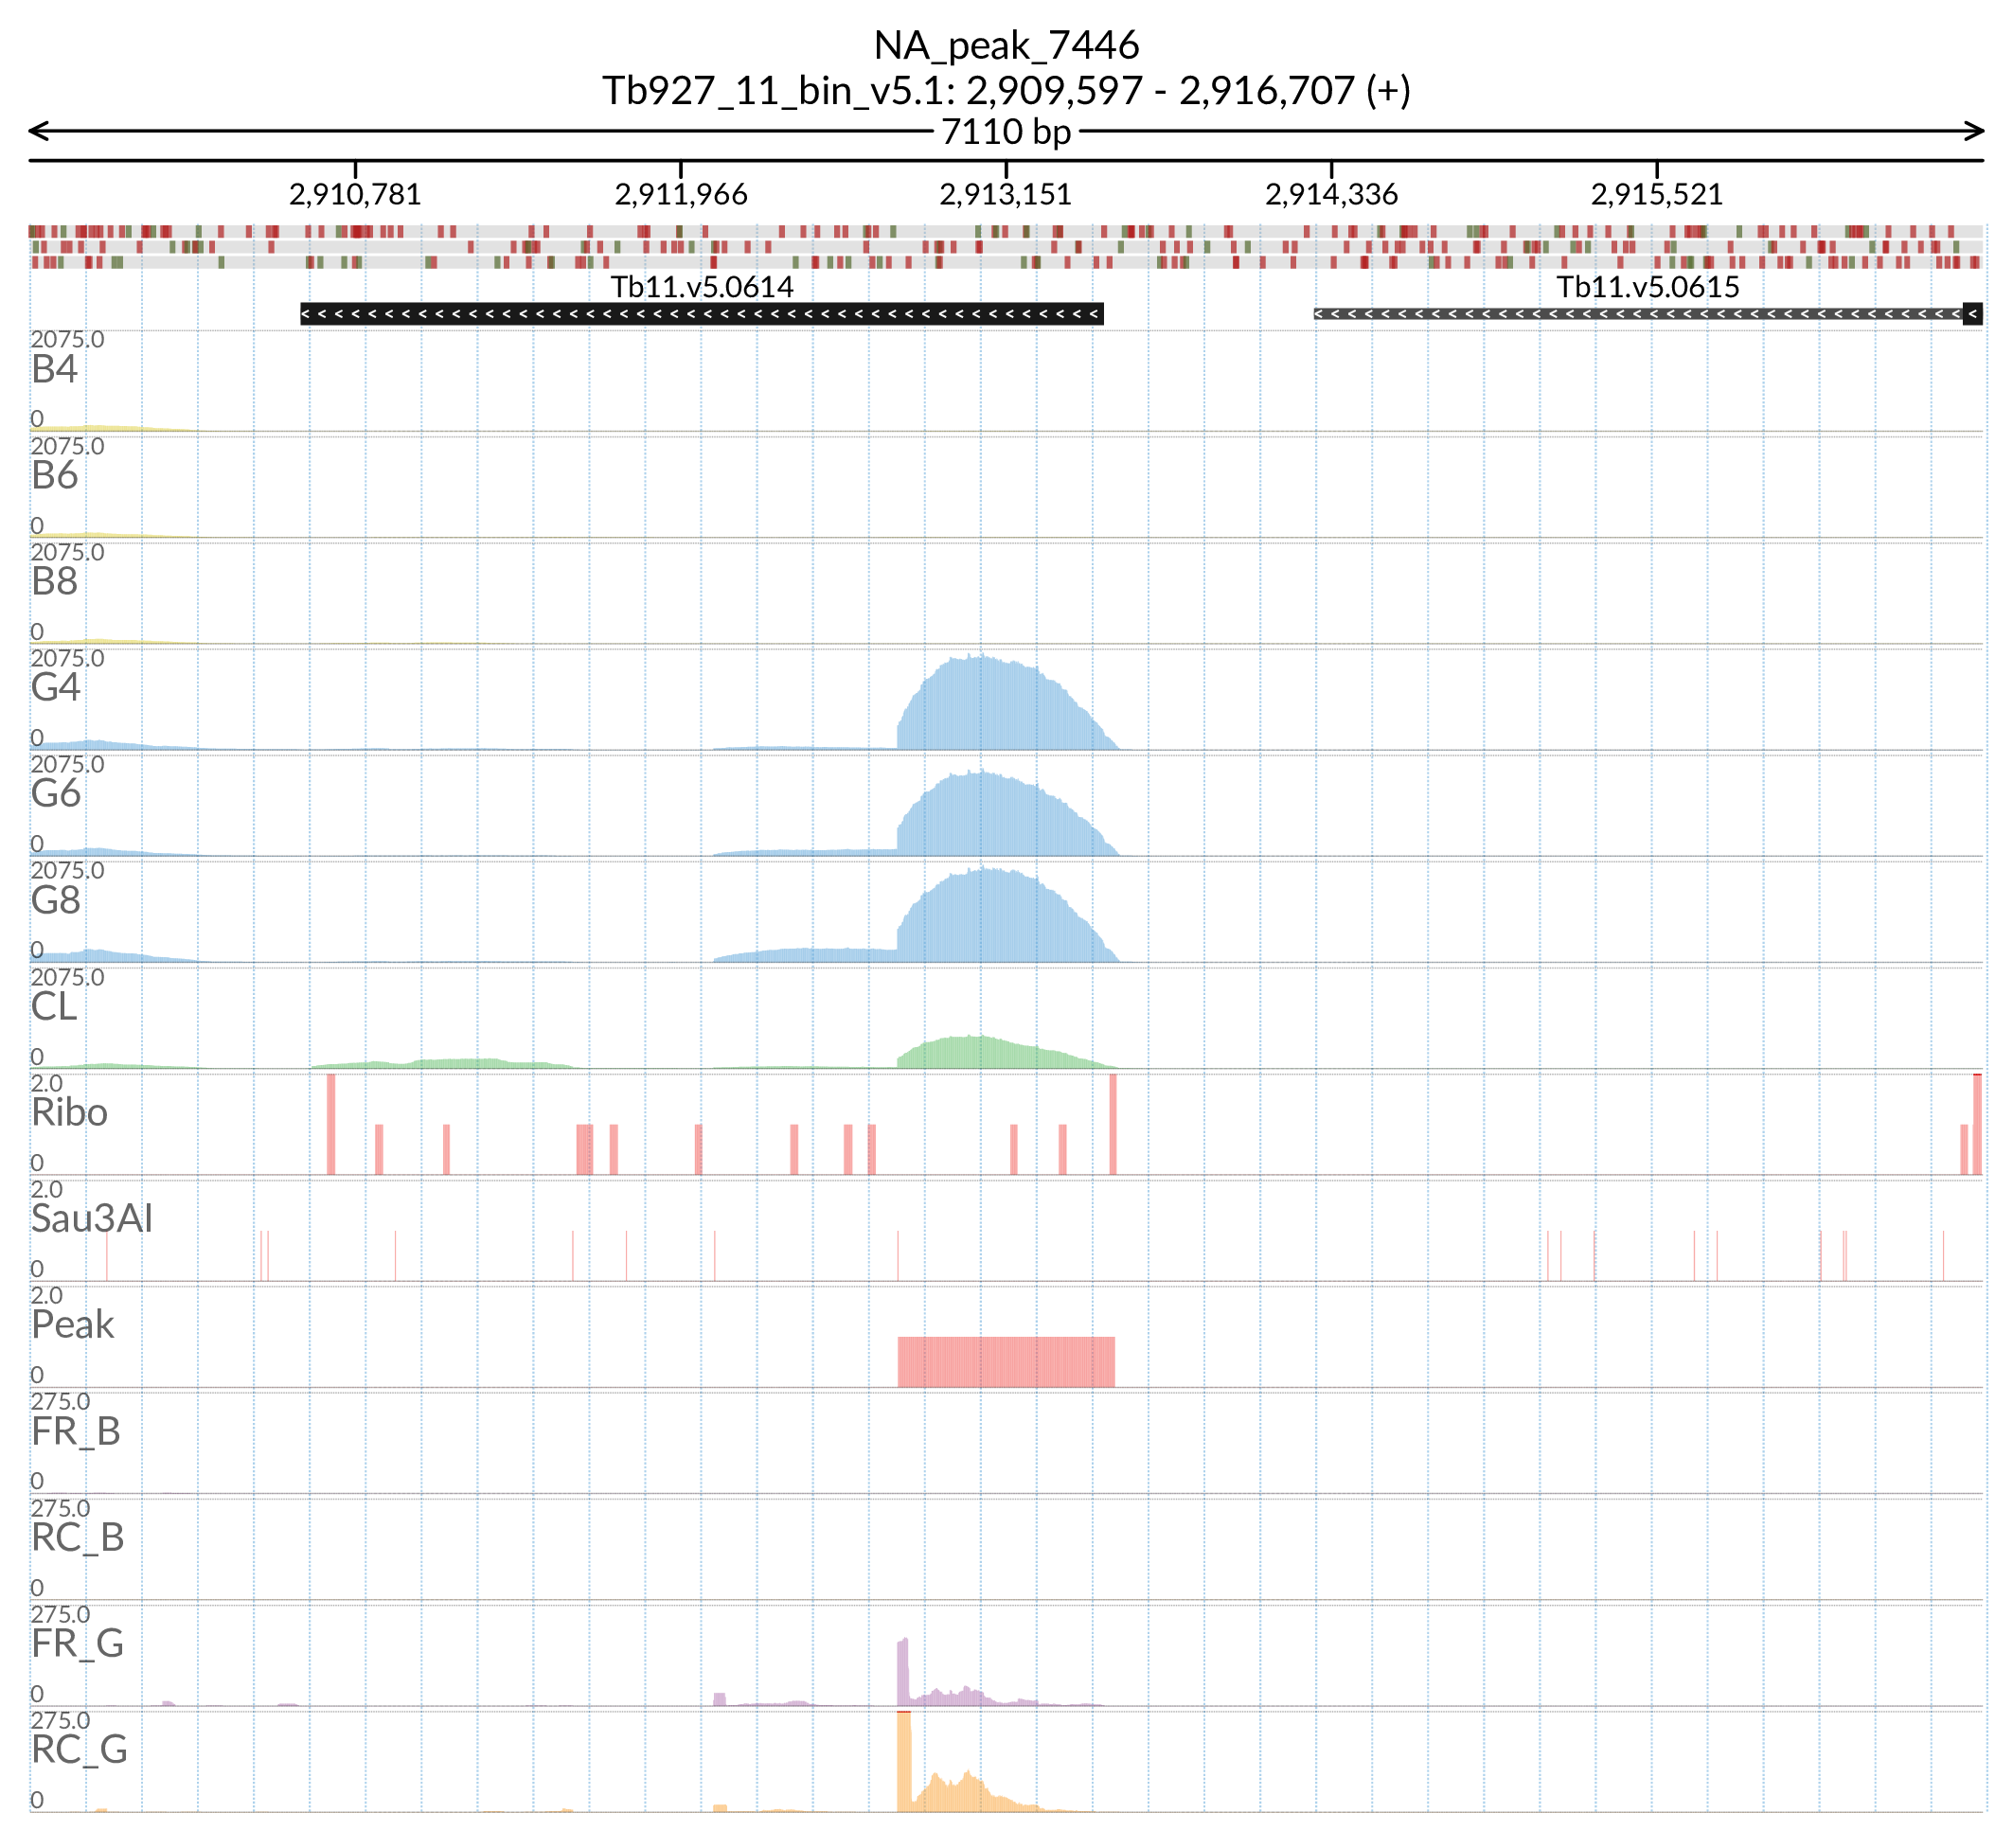 NA_peak_7446
Tb927_11_bin_v5.1: 2,909,597 - 2,916,707 (+)
7110 bp
2,910,781 2,911,966 2,913,151 2,914,336 2,915,521
Tb11.v5.0614 Tb11.v5.0615
2075.0
B4
0
2075.0
B6
0
2075.0
B8
0
2075.0
G4
0
2075.0
G6
0
2075.0
G8
0
2075.0
CL
0
2.0
Ribo
0
2.0
Sau3AI
0
2.0
Peak
0
275.0
FR_B
0
275.0
RC_B
0
275.0
FR_G
0
275.0
RC_G
0